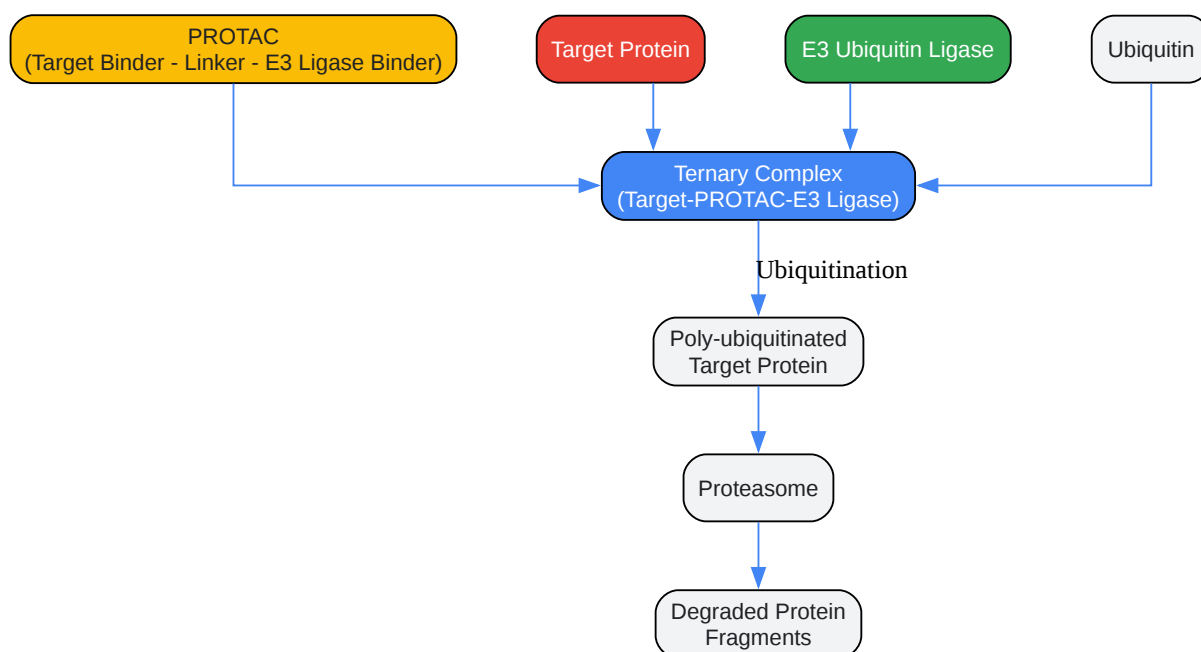 PROTAC
(Target Binder - Linker - E3 Ligase Binder)
Target Protein
E3 Ubiquitin Ligase
Ubiquitin
Ternary Complex
(Target-PROTAC-E3 Ligase)
Ubiquitination
Poly-ubiquitinated
Target Protein
Proteasome
Degraded Protein
Fragments